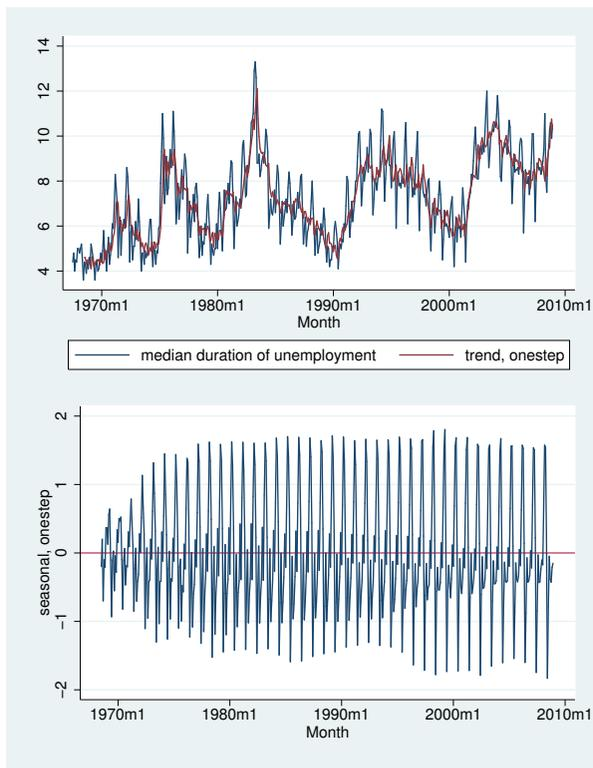 14
12
10
8
6
4
1970m1 1980m1 1990m1 2000m1 2010m1
Month
median duration of unemployment trend, onestep
seasonal, onestep
2
1
0
−1
−2
1970m1 1980m1 1990m1 2000m1 2010m1
Month